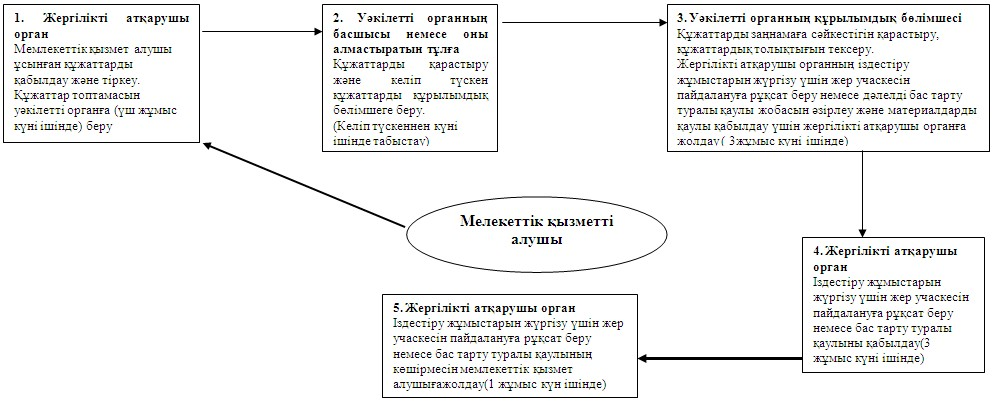 1. Жергілікті атқарушы
орган
Мемлекеттік қызмет алушы
ұсынған құжаттарды
қабылдау және тіркеу.
Құжаттар топтамасын
уәкілетті органға (үш жұмыс
күні ішінде) беру
2. Уәкілетті органның
басшысы немесе оны
алмастыратын тұлға
Құжаттарды қарастыру
және келіп түскен
құжаттарды құрылымдық
бөлімшеге беру.
(Келіп түскеннен күні
ішінде табыстау)
3. Уәкілетті органның құрылымдық бөлімшесі
Құжаттарды заңнамаға сәйкестігін қарастыру,
құжаттардық толықтығын тексеру.
Жергілікті атқарушы органның іздестіру
жұмыстарын жүргізу үшін жер учаскесін
пайдалануға рұқсат беру немесе дәлелді бас тарту
туралы қаулы жобасын әзірлеу және материалдарды
қаулы қабылдау үшін жергілікті атқарушы органға
жолдау( 3жұмыс күні ішінде)
Мелекеттік қызметті
алушы
4. Жергілікті атқарушы
орган
Іздестіру жұмыстарын
жүргізу үшін жер учаскесін
пайдалануға рұқсат беру
немесе бас тарту туралы
қаулыны қабылдау(3
жұмыс күні ішінде)
5. Жергілікті атқарушы орган
Іздестіру жұмыстарын жүргізу үшін жер
учаскесін пайдалануға рұқсат беру
немесе бас тарту туралы қаулының
көшірмесін мемлекеттік қызмет
алушығажолдау(1 жұмыс күн ішінде)